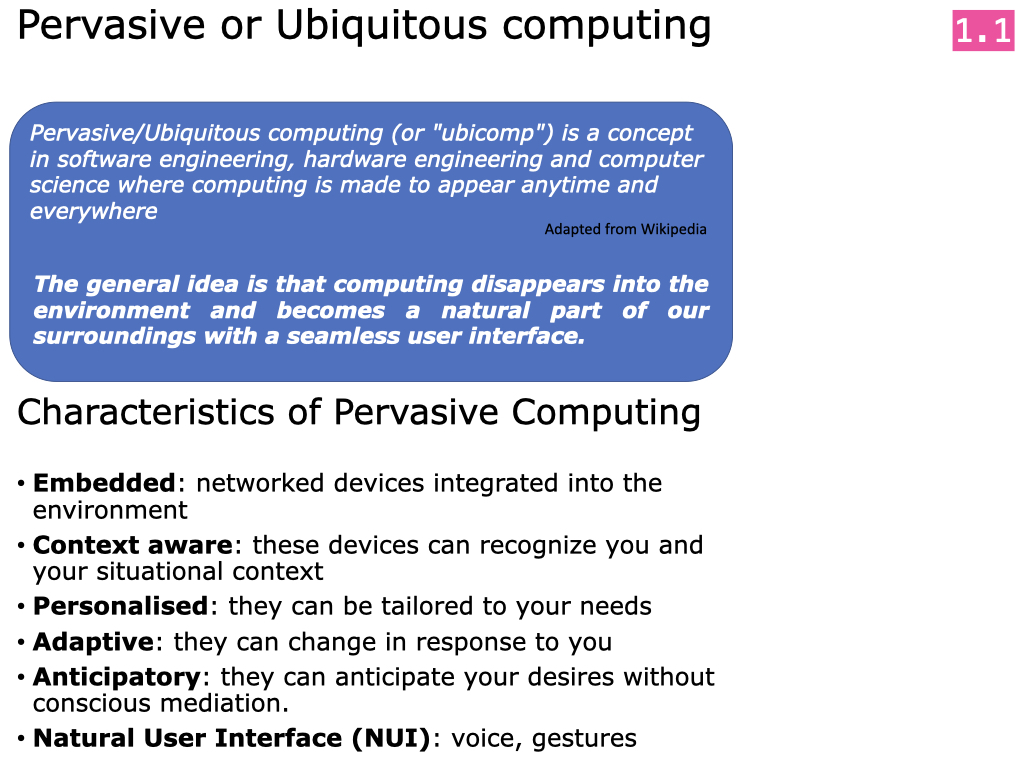 Pervasive or Ubiquitous computing
1.1
Pervasive/Ubiquitous computing (or "ubicomp") is a concept
in software engineering, hardware engineering and computer
science where computing is made to appear anytime and
everywhere
Adapted from Wikipedia
The general idea is that computing disappears into the
environment and becomes a natural part of our
surroundings with a seamless user interface.
Characteristics of Pervasive Computing
• Embedded: networked devices integrated into the
environment
• Context aware: these devices can recognize you and
your situational context
• Personalised: they can be tailored to your needs
• Adaptive: they can change in response to you
• Anticipatory: they can anticipate your desires without
conscious mediation.
• Natural User Interface (NUI): voice, gestures